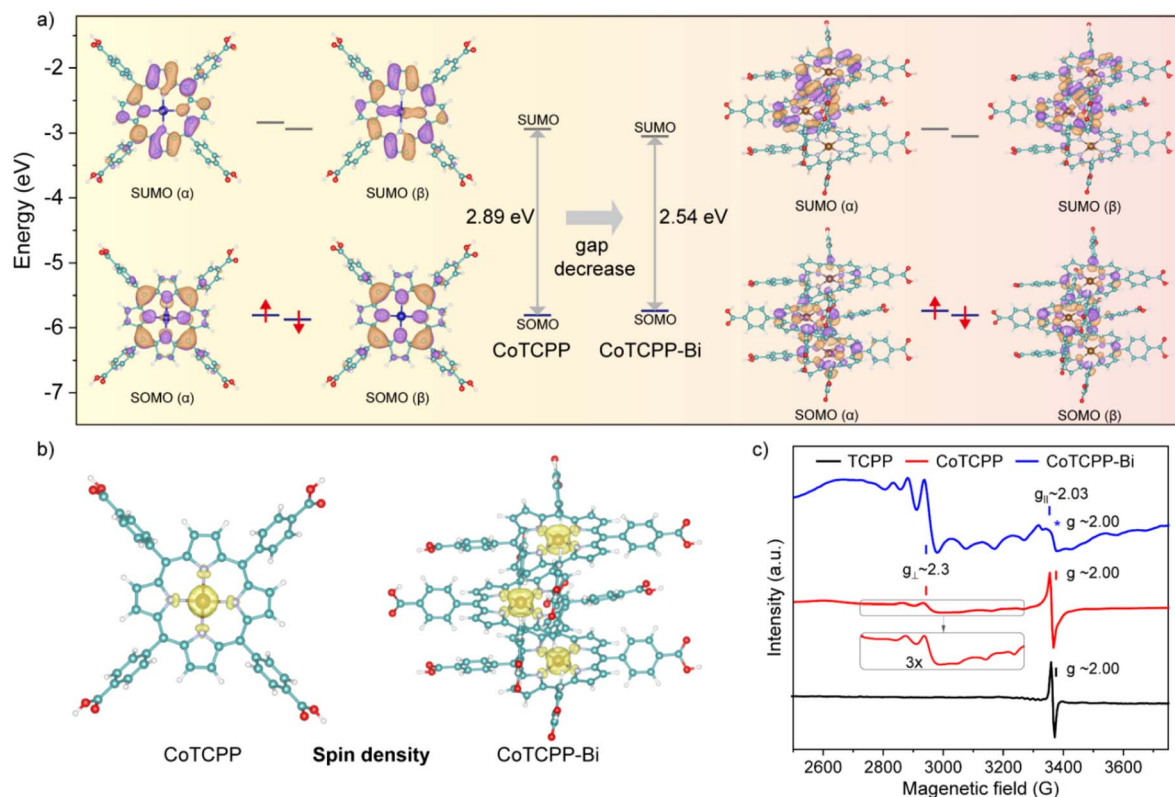 a)
Energy (eV)
-2
-3
-4
-5
-6
-7
SUMO (α)
SUMO (β)
SOMO (α)
SOMO (β)
SUMO
SUMO
2.89 eV
2.54 eV
gap
decrease
SOMO
SOMO
CoTCPP
CoTCPP-Bi
SUMO (α)
SUMO (β)
SOMO (α)
SOMO (β)
b)
CoTCPP
Spin density
CoTCPP-Bi
c)
TCPP CoTCPP CoTCPP-Bi
Intensity (a.u.)
g∥~2.03
* g ~2.00
g⊥~2.3
g ~2.00
3x
g ~2.00
2600 2800 3000 3200 3400 3600
Magenetic field (G)